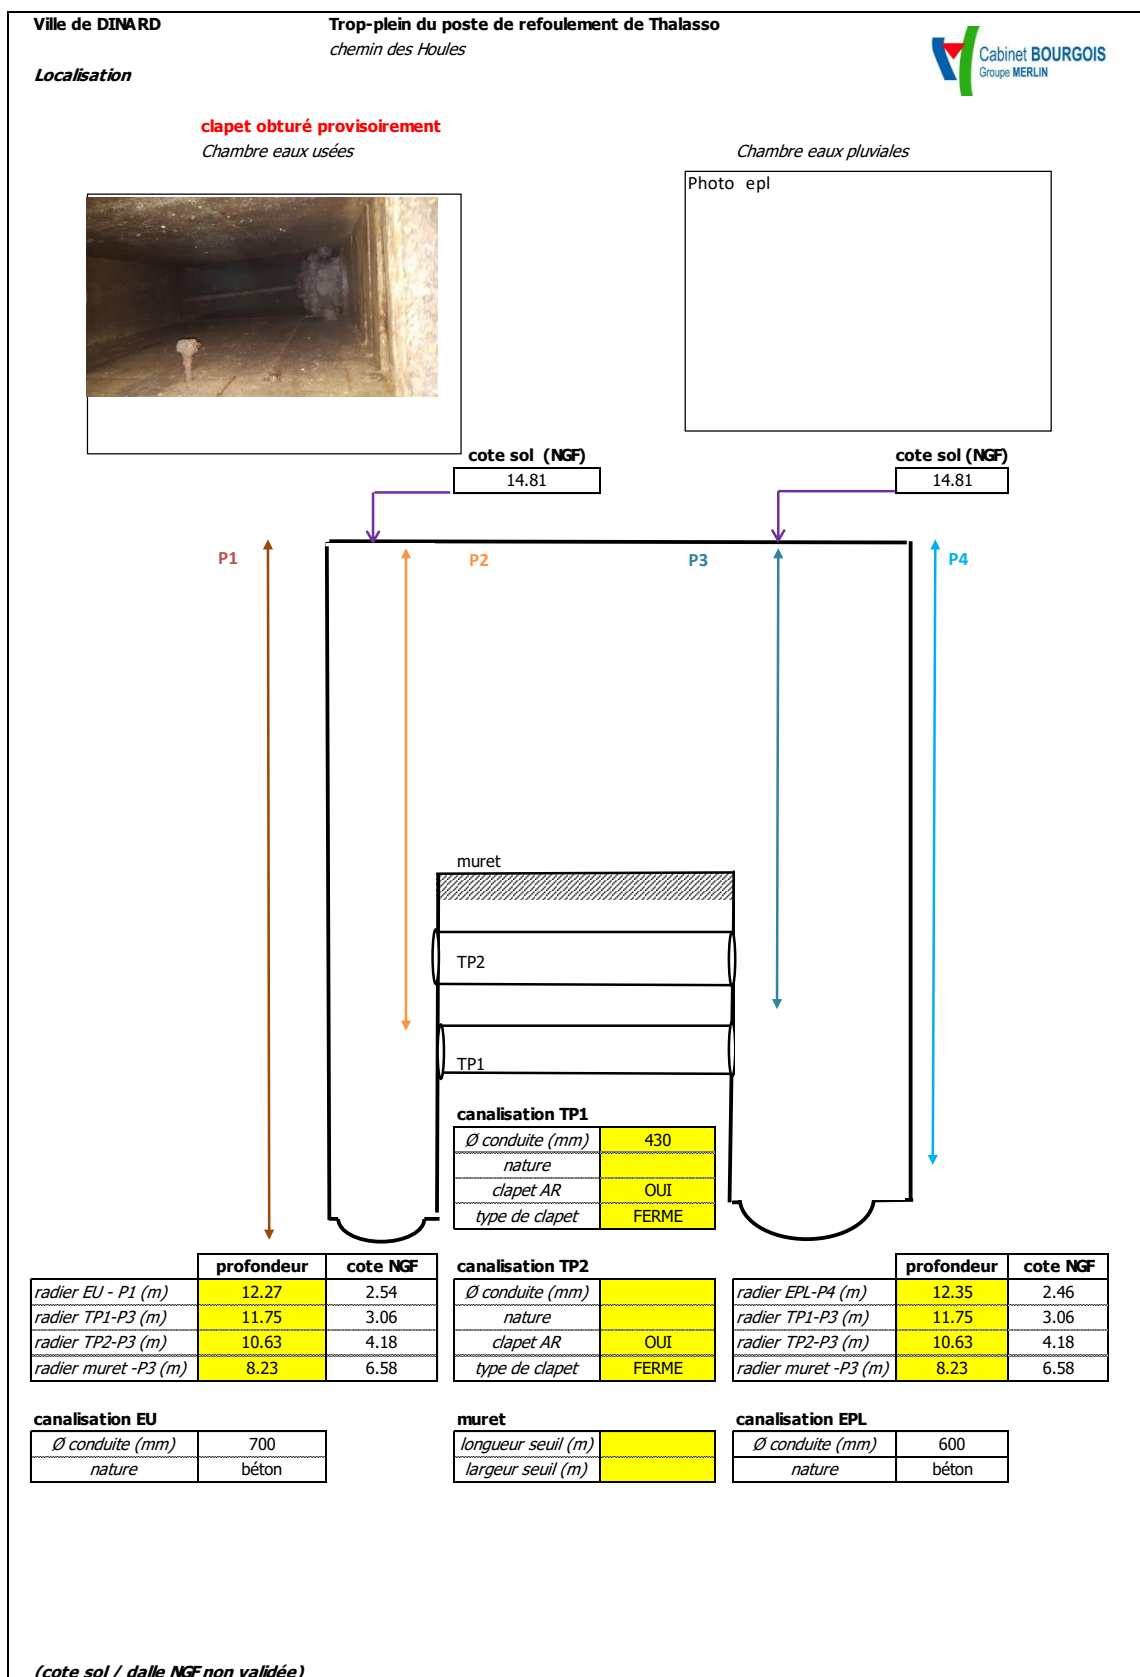 Ville de DINARD Trop-plein du poste de refoulement de Thalasso
chemin des Houles
Cabinet BOURGOIS
Groupe MERLIN
Localisation
clapet obturé provisoirement
Chambre eaux usées Chambre eaux pluviales
Photo epl
cote sol (NGF) cote sol (NGF)
14.81 14.81
P1 P2 P3 P4
muret
TP2
TP1
canalisation TP1
Ø conduite (mm) 430
nature
clapet AR OUI
type de clapet FERME
profondeur cote NGF canalisation TP2 profondeur cote NGF
radier EU - P1 (m) 12.27 2.54 Ø conduite (mm) radier EPL-P4 (m) 12.35 2.46
radier TP1-P3 (m) 11.75 3.06 nature radier TP1-P3 (m) 11.75 3.06
radier TP2-P3 (m) 10.63 4.18 clapet AR OUI radier TP2-P3 (m) 10.63 4.18
radier muret -P3 (m) 8.23 6.58 type de clapet FERME radier muret -P3 (m) 8.23 6.58
canalisation EU muret canalisation EPL
Ø conduite (mm) 700 longueur seuil (m) Ø conduite (mm) 600
nature béton largeur seuil (m) nature béton
(cote sol / dalle NGF non validée)